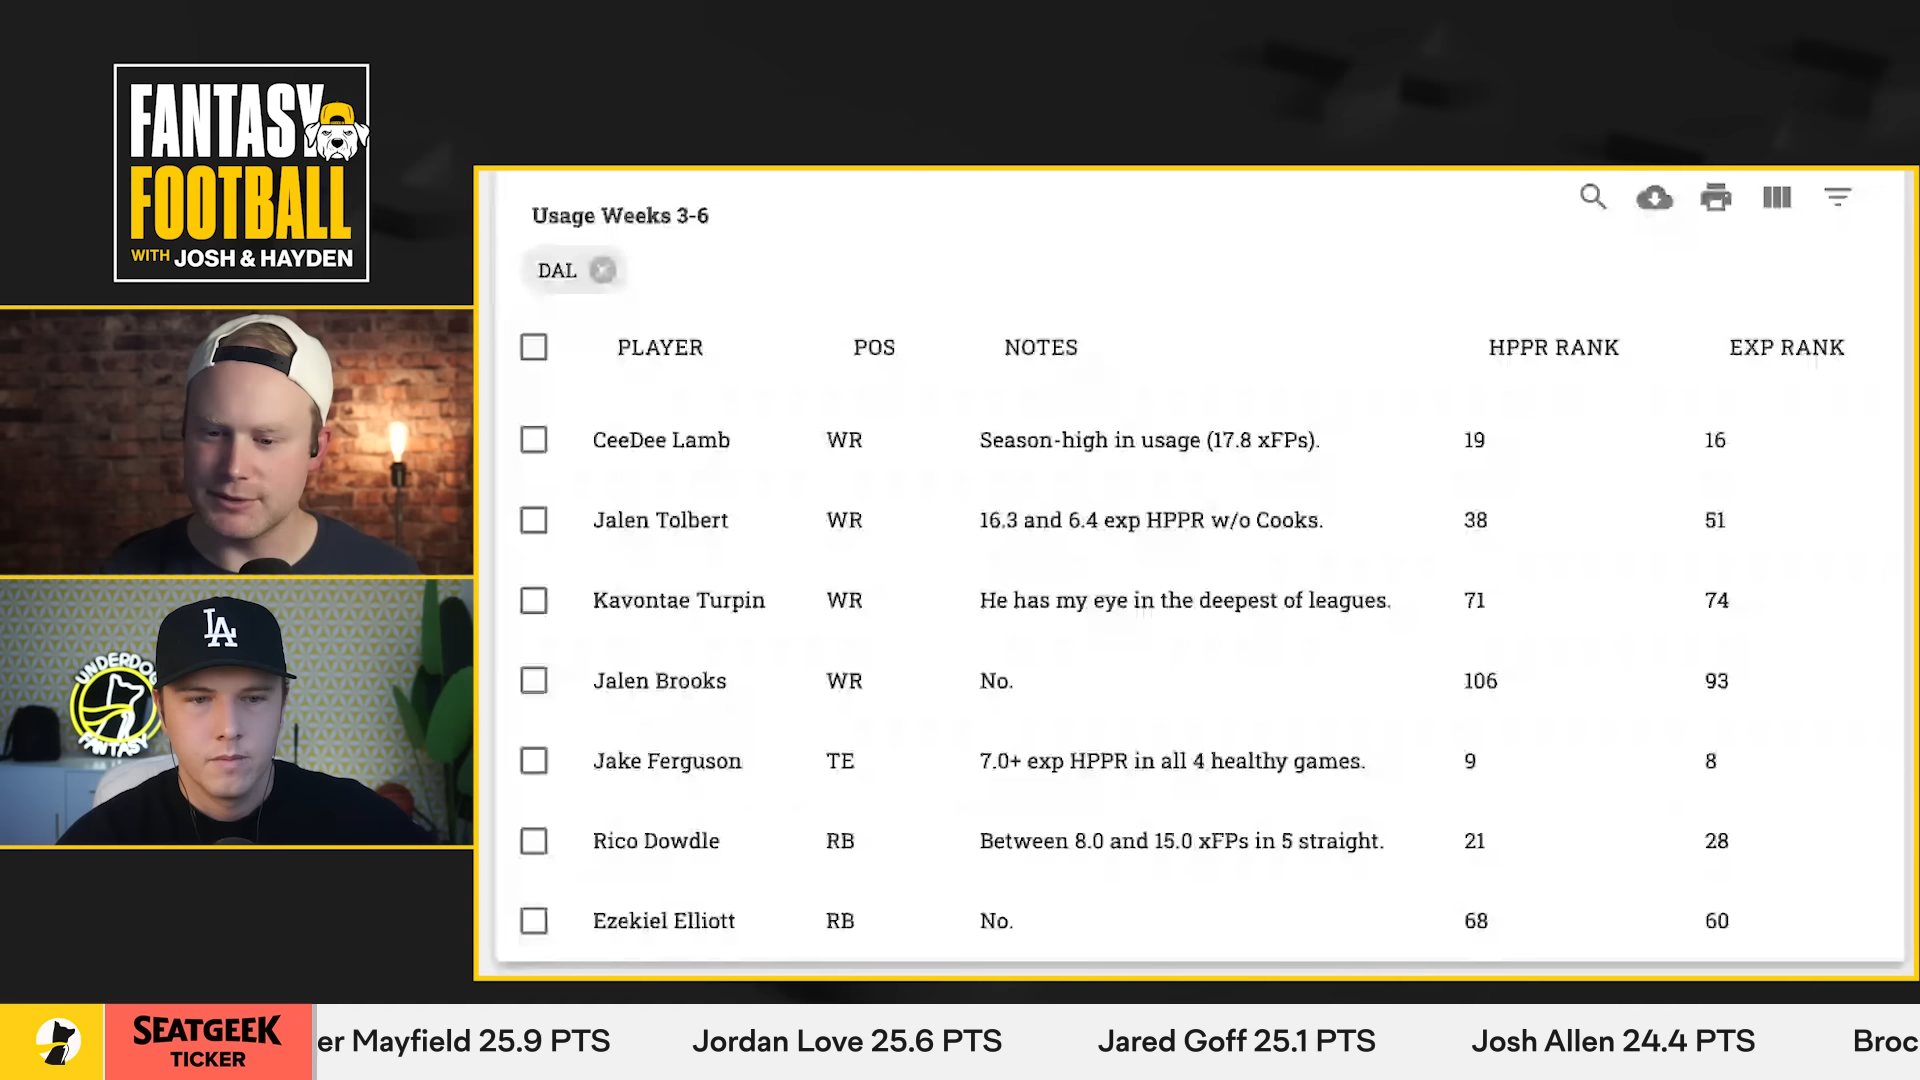 FANTASY
FOOTBALL
WITH JOSH & HAYDEN
Usage Weeks 3-6
DAL
PLAYER POS NOTES HPPR RANK EXP RANK
CeeDee Lamb WR Season-high in usage (17.8 xFPs). 19 16
Jalen Tolbert WR 16.3 and 6.4 exp HPPR w/o Cooks. 38 51
Kavontae Turpin WR He has my eye in the deepest of leagues. 71 74
Jalen Brooks WR No. 106 93
Jake Ferguson TE 7.0+ exp HPPR in all 4 healthy games. 9 8
Rico Dowdle RB Between 8.0 and 15.0 xFPs in 5 straight. 21 28
Ezekiel Elliott RB No. 68 60
LA
UNDERDOG
FANTASY
SEATGEEK
TICKER
er Mayfield 25.9 PTS Jordan Love 25.6 PTS Jared Goff 25.1 PTS Josh Allen 24.4 PTS Broc